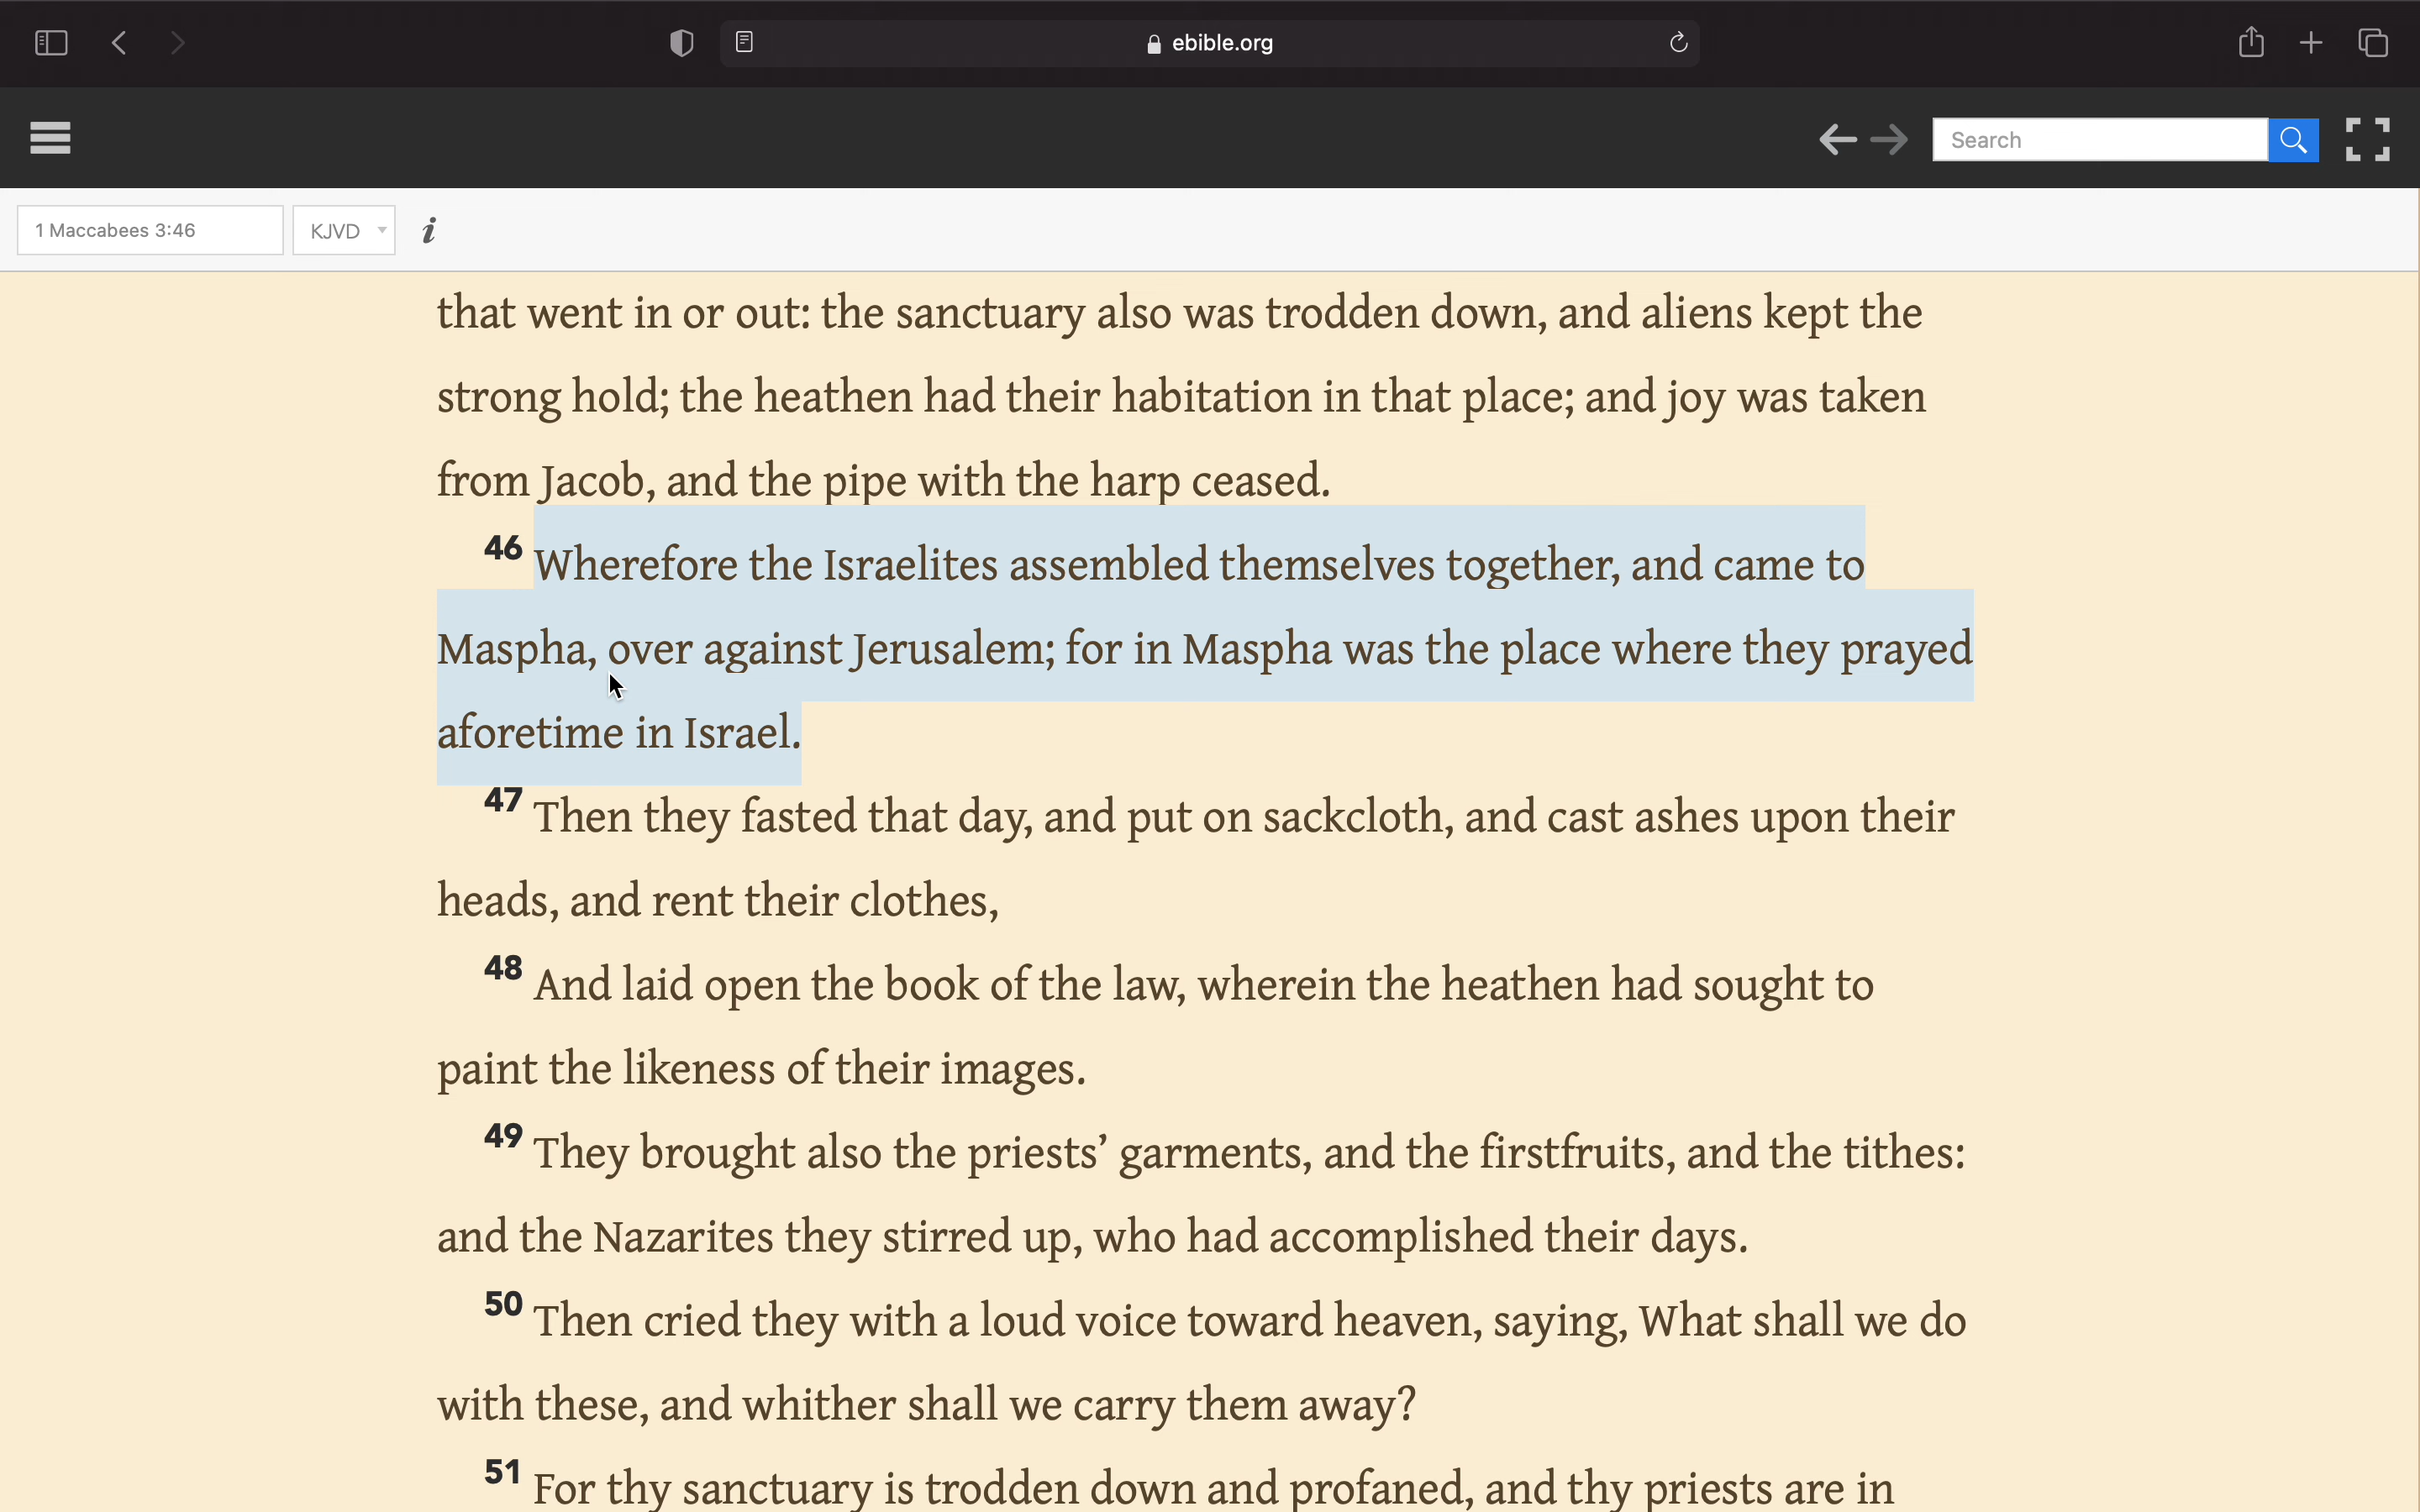 ebible.org
Search
1 Maccabees 3:46
KJVD
i
that went in or out: the sanctuary also was trodden down, and aliens kept the
strong hold; the heathen had their habitation in that place; and joy was taken
from Jacob, and the pipe with the harp ceased.
46 Wherefore the Israelites assembled themselves together, and came to
Maspha, over against Jerusalem; for in Maspha was the place where they prayed
aforetime in Israel.
47 Then they fasted that day, and put on sackcloth, and cast ashes upon their
heads, and rent their clothes,
48 And laid open the book of the law, wherein the heathen had sought to
paint the likeness of their images.
49 They brought also the priests’ garments, and the firstfruits, and the tithes:
and the Nazarites they stirred up, who had accomplished their days.
50 Then cried they with a loud voice toward heaven, saying, What shall we do
with these, and whither shall we carry them away?
51 For thy sanctuary is trodden down and profaned, and thy priests are in